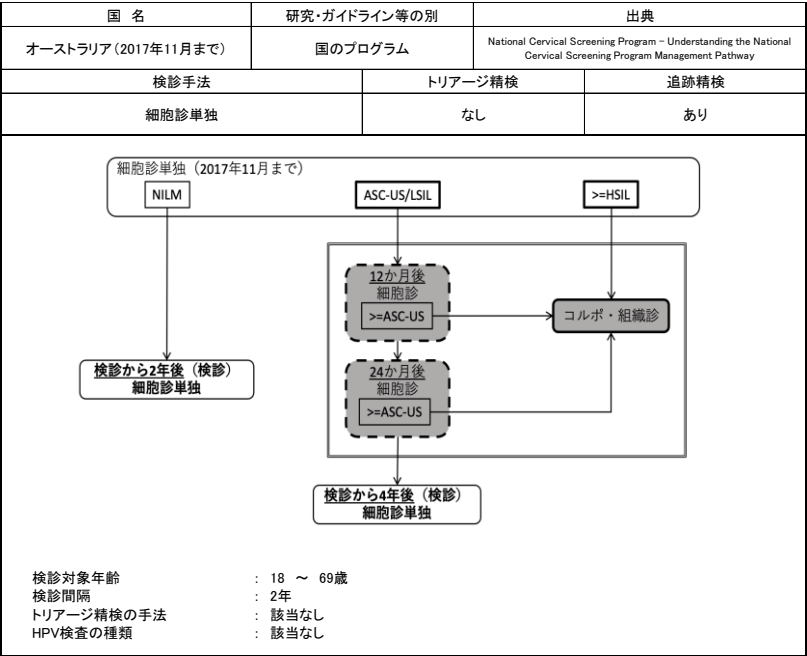 国 名
研究・ガイドライン等の別
出典
オーストラリア(2017年11月まで)
国のプログラム
National Cervical Screening Program – Understanding the National
Cervical Screening Program Management Pathway
検診手法
トリアージ精検
追跡精検
細胞診単独
なし
あり
細胞診単独（2017年11月まで）
NILM
ASC-US/LSIL
>=HSIL
12か月後
細胞診
>=ASC-US
コルポ・組織診
検診から2年後（検診）
細胞診単独
24か月後
細胞診
>=ASC-US
検診から4年後（検診）
細胞診単独
検診対象年齢 : 18 ～ 69歳
検診間隔 : 2年
トリアージ精検の手法 : 該当なし
HPV検査の種類 : 該当なし